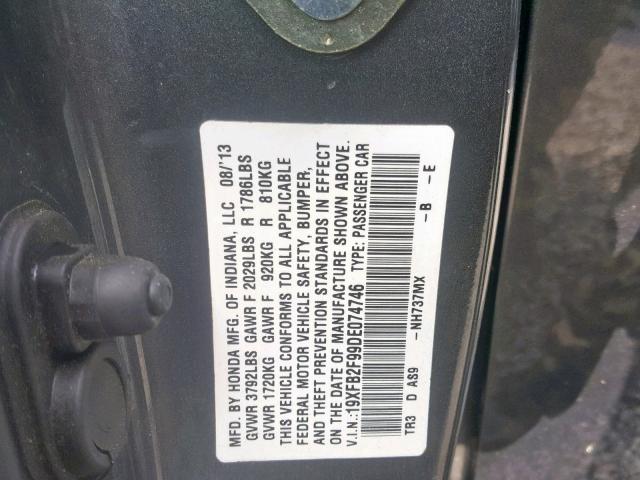 MFD. BY HONDA MFG. OF INDIANA, LLC 08/'13
GVWR 3792LBS GAWR F 2029LBS R 1786LBS
GVWR 1720KG GAWR F 920KG R 810KG
THIS VEHICLE CONFORMS TO ALL APPLICABLE
FEDERAL MOTOR VEHICLE SAFETY, BUMPER,
AND THEFT PREVENTION STANDARDS IN EFFECT
ON THE DATE OF MANUFACTURE SHOWN ABOVE.
V.I.N.:19XFB2F99DE074746 TYPE: PASSENGER CAR
TR3 D AS9 -NH737MX -B -E